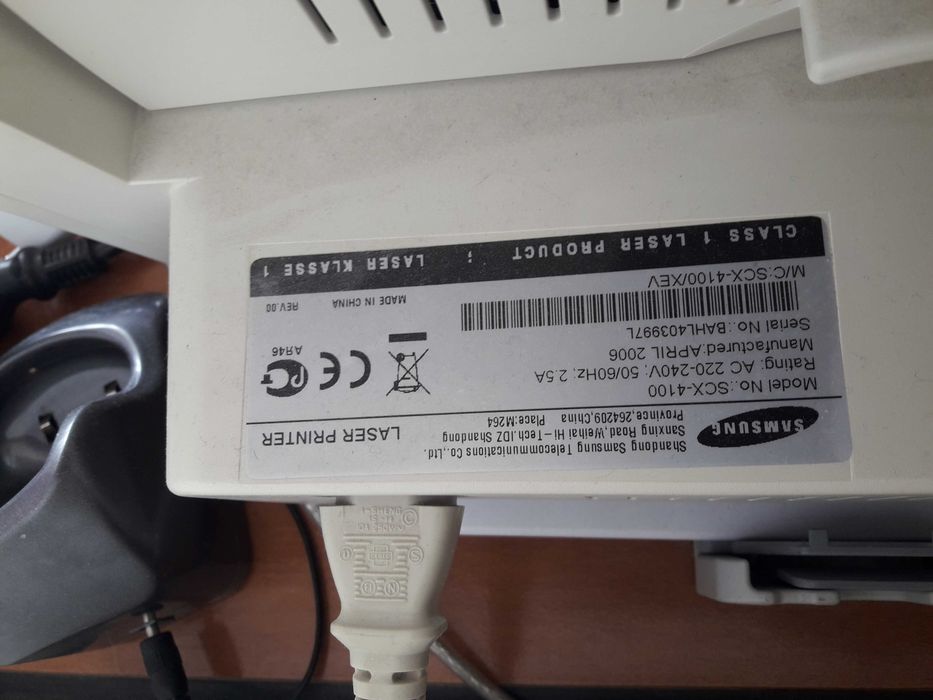 SAMSUNG
Shandong Samsung Telecommunications Co.,Ltd.
Sanxing Road,Weihai Hi-Tech.IDZ Shandong
Province,264209,China Place:M264
LASER PRINTER
Model No.:SCX-4100
Rating: AC 220-240V; 50/60Hz; 2.5A
Manufactured:APRIL 2006
Serial No.:BAHL403997L
M/C:SCX-4100/XEV
CE
АЯ46
MADE IN CHINA
REV.00
CLASS 1 LASER PRODUCT ; LASER KLASSE 1
N
D
S